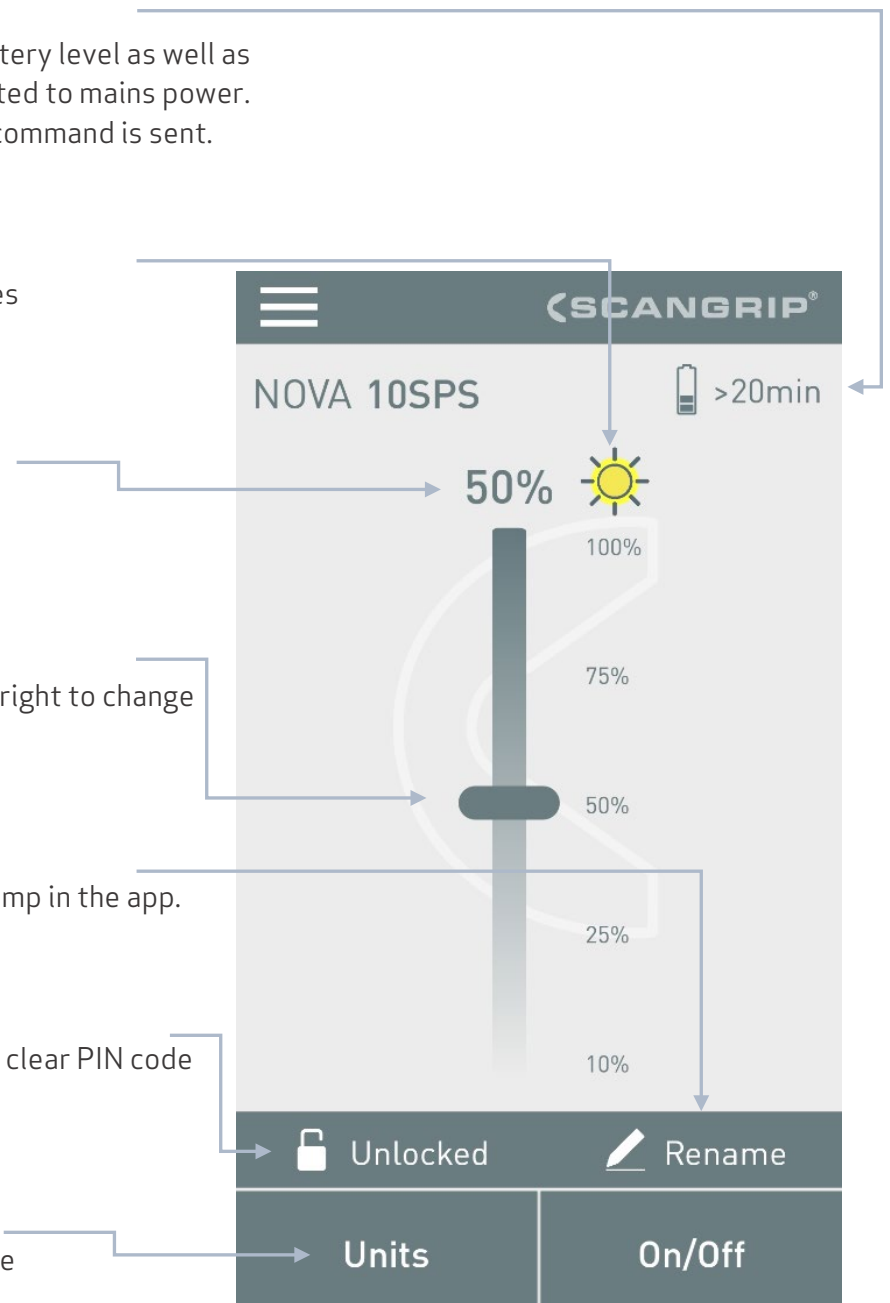 tery level as well as
ted to mains power.
command is sent.
es
SCANGRIP®
NOVA 10SPS
>20min
50%
100%
75%
right to change
50%
mp in the app.
25%
clear PIN code
10%
Unlocked
Rename
e
Units
On/Off